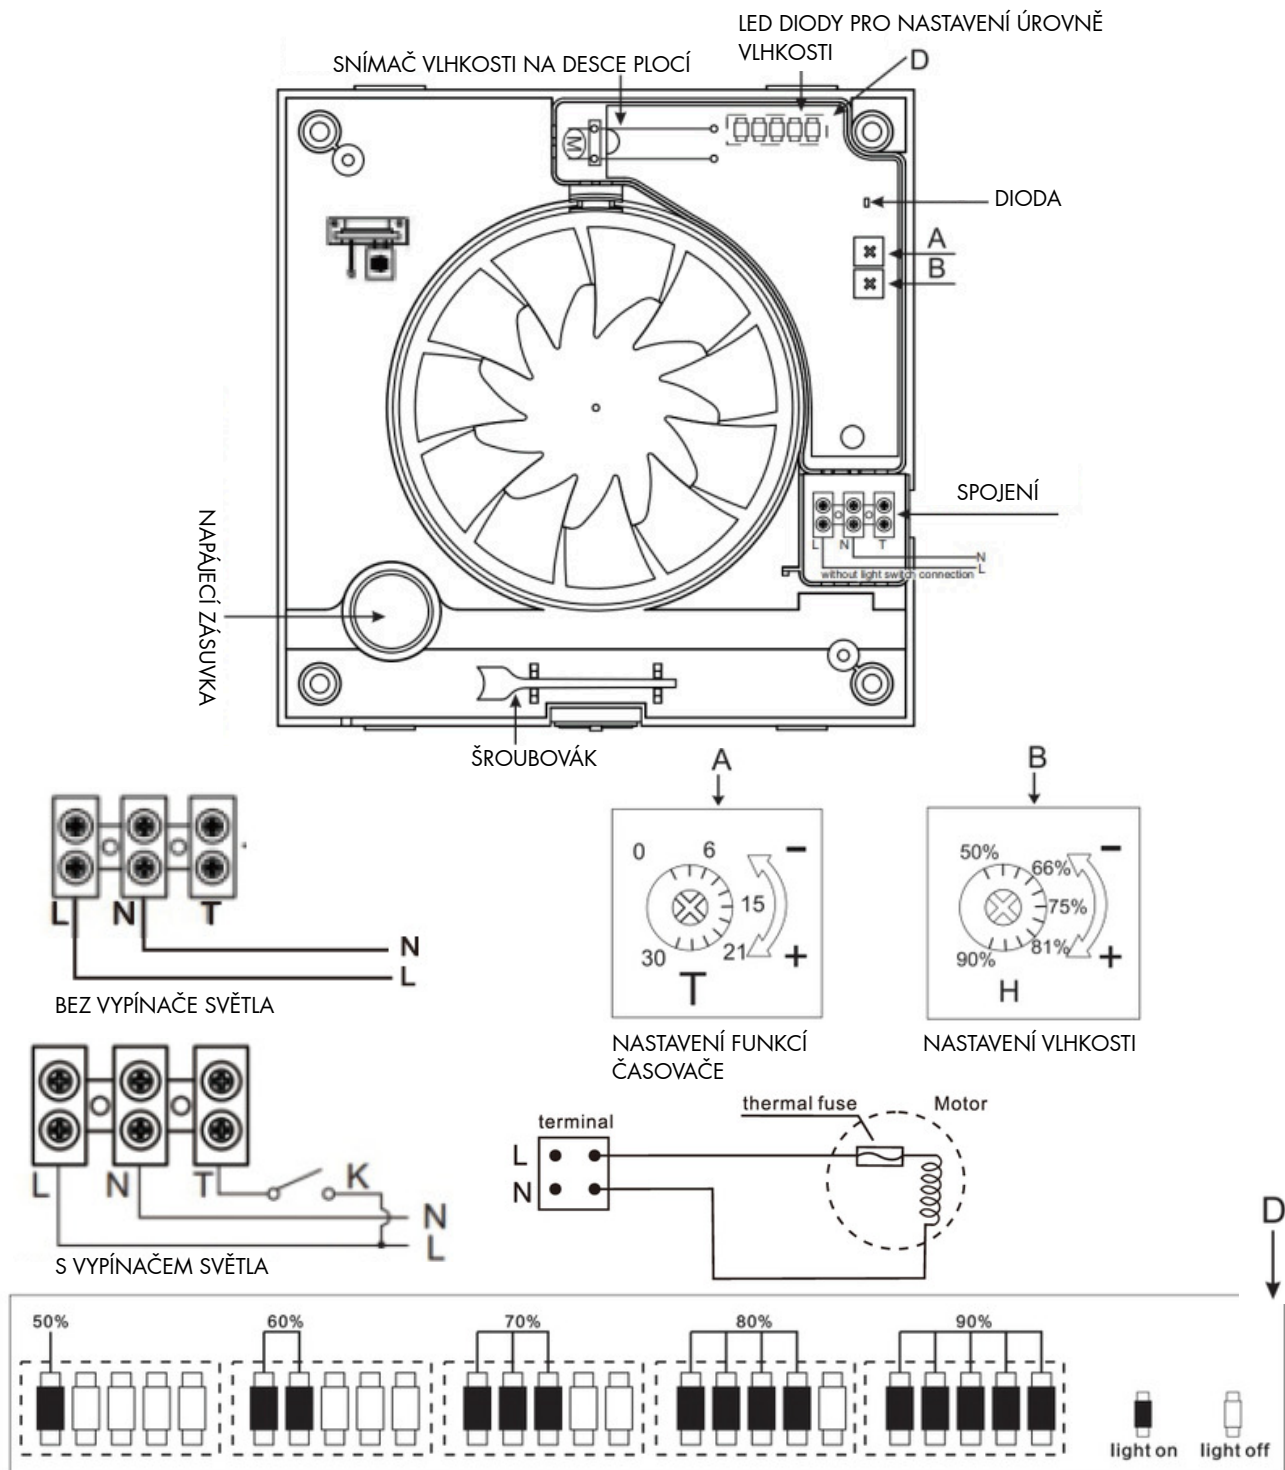 LED DIODY PRO NASTAVENÍ ÚROVNĚ
VLHKOSTI
D
SNÍMAČ VLHKOSTI NA DESCE PLOCÍ
M
DIODA
A
B
SPOJENÍ
L N T
N
L
without light switch connection
NAPÁJECÍ ZÁSUVKA
ŠROUBOVÁK
L N T
N
L
BEZ VYPÍNAČE SVĚTLA
A
0 6 −
15
30 21 +
T
NASTAVENÍ FUNKCÍ
ČASOVAČE
B
50% −
66%
75%
81%
90% +
H
NASTAVENÍ VLHKOSTI
L N T K
N
L
S VYPÍNAČEM SVĚTLA
thermal fuse Motor
terminal
L
N
D
50% 60% 70% 80% 90%
light on light off